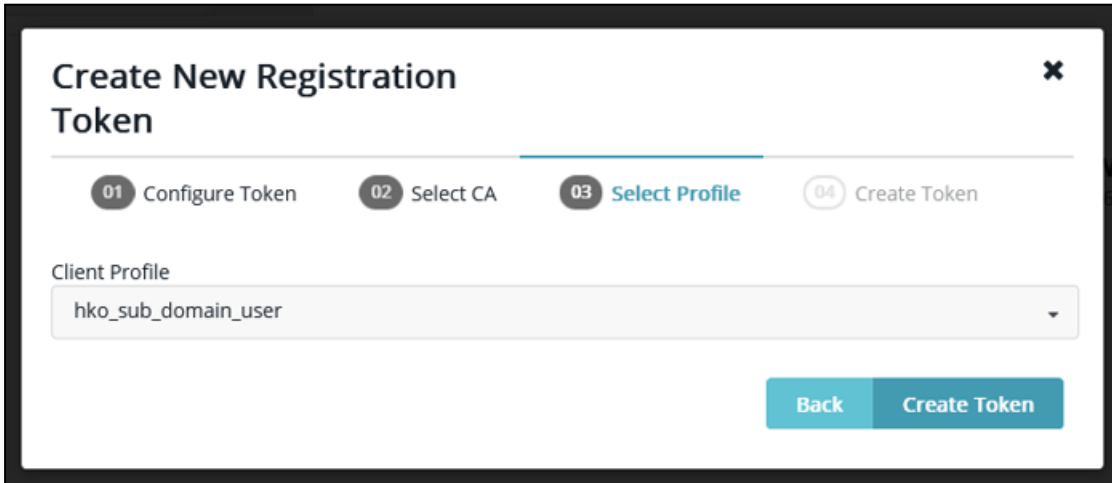 Create New Registration
Token
✖
01 Configure Token 02 Select CA 03 Select Profile 04 Create Token
Client Profile
hko_sub_domain_user
Back Create Token